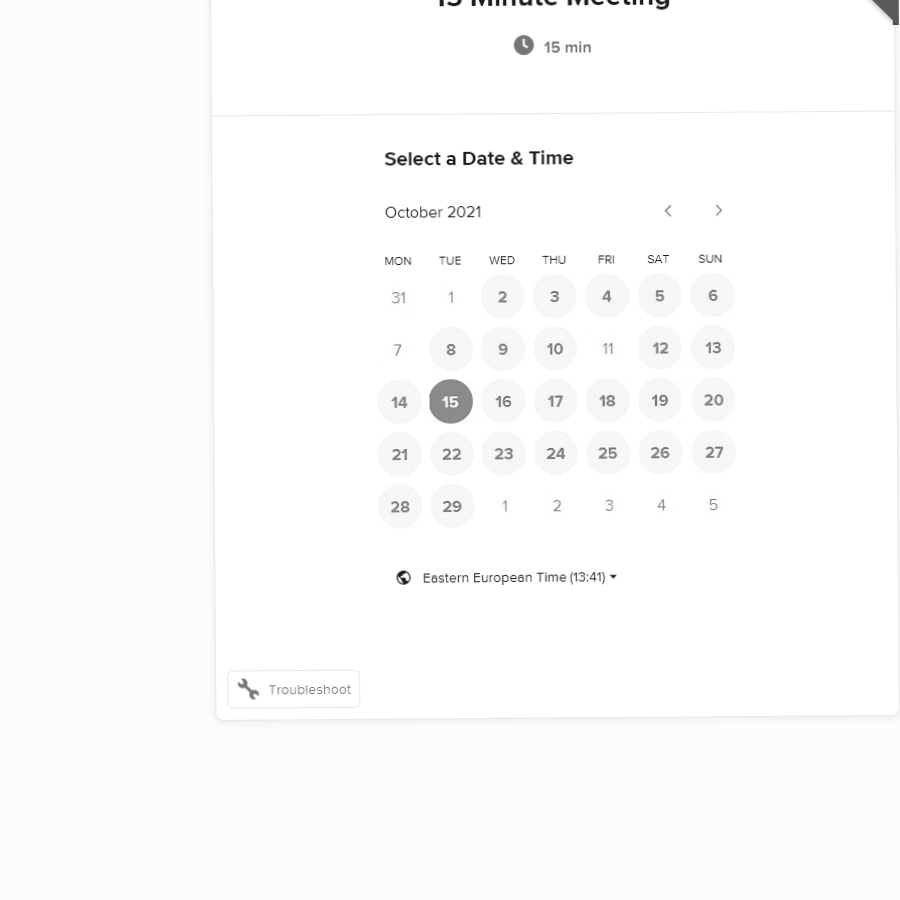 15 Minute Meeting
15 min
Select a Date & Time
October 2021
MON TUE WED THU FRI SAT SUN
31 1 2 3 4 5 6
7 8 9 10 11 12 13
14 15 16 17 18 19 20
21 22 23 24 25 26 27
28 29 1 2 3 4 5
Eastern European Time (13:41)
Troubleshoot